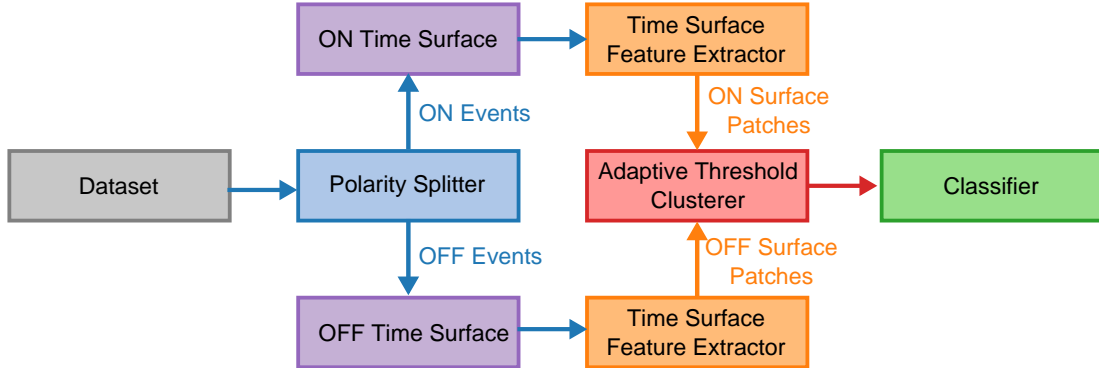 ON Time Surface
Time Surface
Feature Extractor
ON Events
ON Surface
Patches
Dataset
Polarity Splitter
Adaptive Threshold
Clusterer
Classifier
OFF Events
OFF Surface
Patches
OFF Time Surface
Time Surface
Feature Extractor